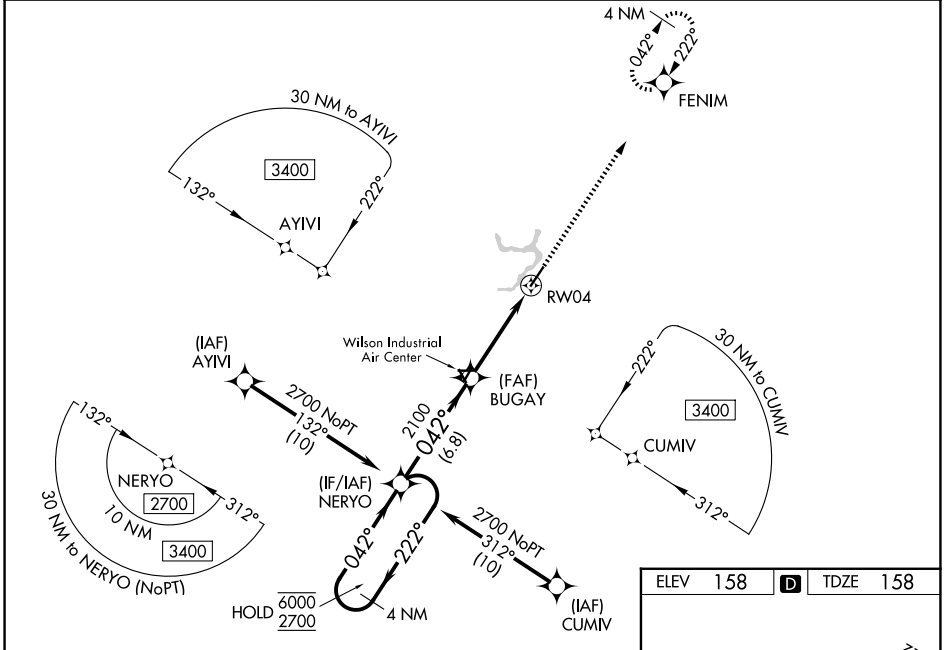 4 NM
042°
222°
FENIM
30 NM to AYIVI
3400
132°
222°
AYIVI
RW04
Wilson Industrial
Air Center
(IAF)
AYIVI
2700 NoPT
132°
(10)
(FAF)
BUGAY
2100
042°
(6.8)
30 NM to CUMIV
222°
3400
CUMIV
312°
132°
NERYO
2700
312°
10 NM
3400
30 NM to NERYO (NoPT)
(IF/IAF)
NERYO
042°
222°
2700 NoPT
312°
(10)
HOLD 6000
2700
4 NM
(IAF)
CUMIV
ELEV 158 D TDZE 158